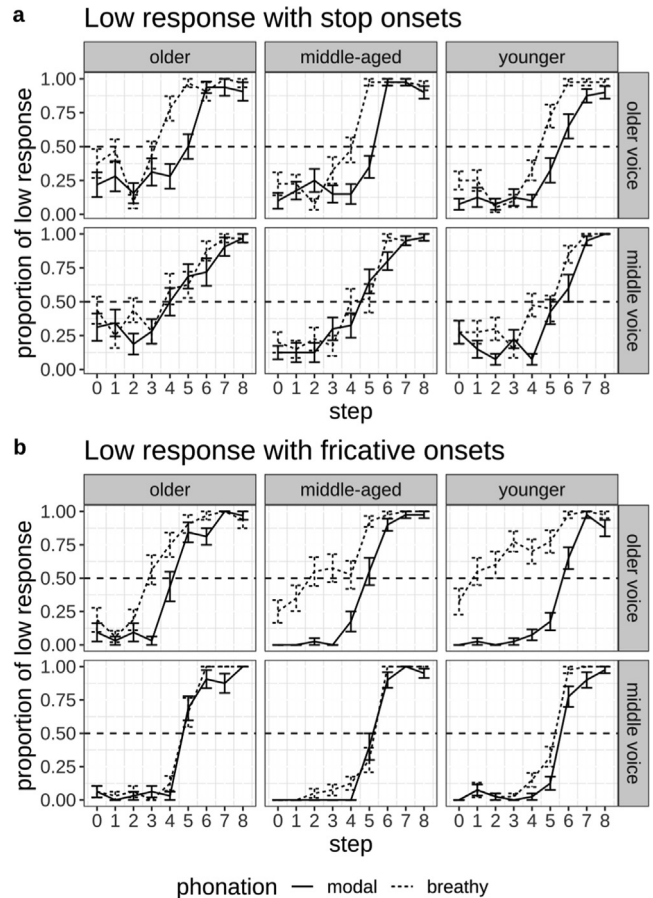 a
Low response with stop onsets
older middle-aged younger
proportion of low response
1.00
0.75
0.50
0.25
0.00
older voice
1.00
0.75
0.50
0.25
0.00
middle voice
0 1 2 3 4 5 6 7 8 0 1 2 3 4 5 6 7 8 0 1 2 3 4 5 6 7 8
step
b
Low response with fricative onsets
older middle-aged younger
proportion of low response
1.00
0.75
0.50
0.25
0.00
older voice
1.00
0.75
0.50
0.25
0.00
middle voice
0 1 2 3 4 5 6 7 8 0 1 2 3 4 5 6 7 8 0 1 2 3 4 5 6 7 8
step
phonation modal breathy